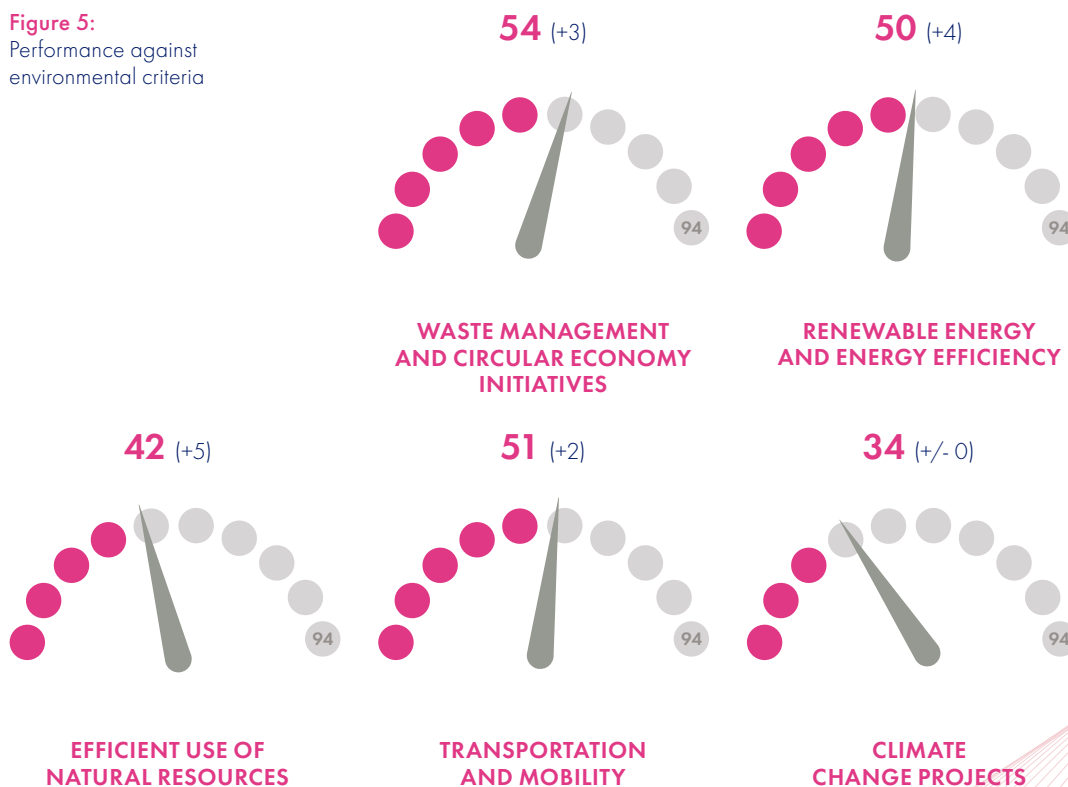 Figure 5:
Performance against
environmental criteria
54 (+3)
94
WASTE MANAGEMENT
AND CIRCULAR ECONOMY
INITIATIVES
50 (+4)
94
RENEWABLE ENERGY
AND ENERGY EFFICIENCY
42 (+5)
94
EFFICIENT USE OF
NATURAL RESOURCES
51 (+2)
94
TRANSPORTATION
AND MOBILITY
34 (+/- 0)
94
CLIMATE
CHANGE PROJECTS